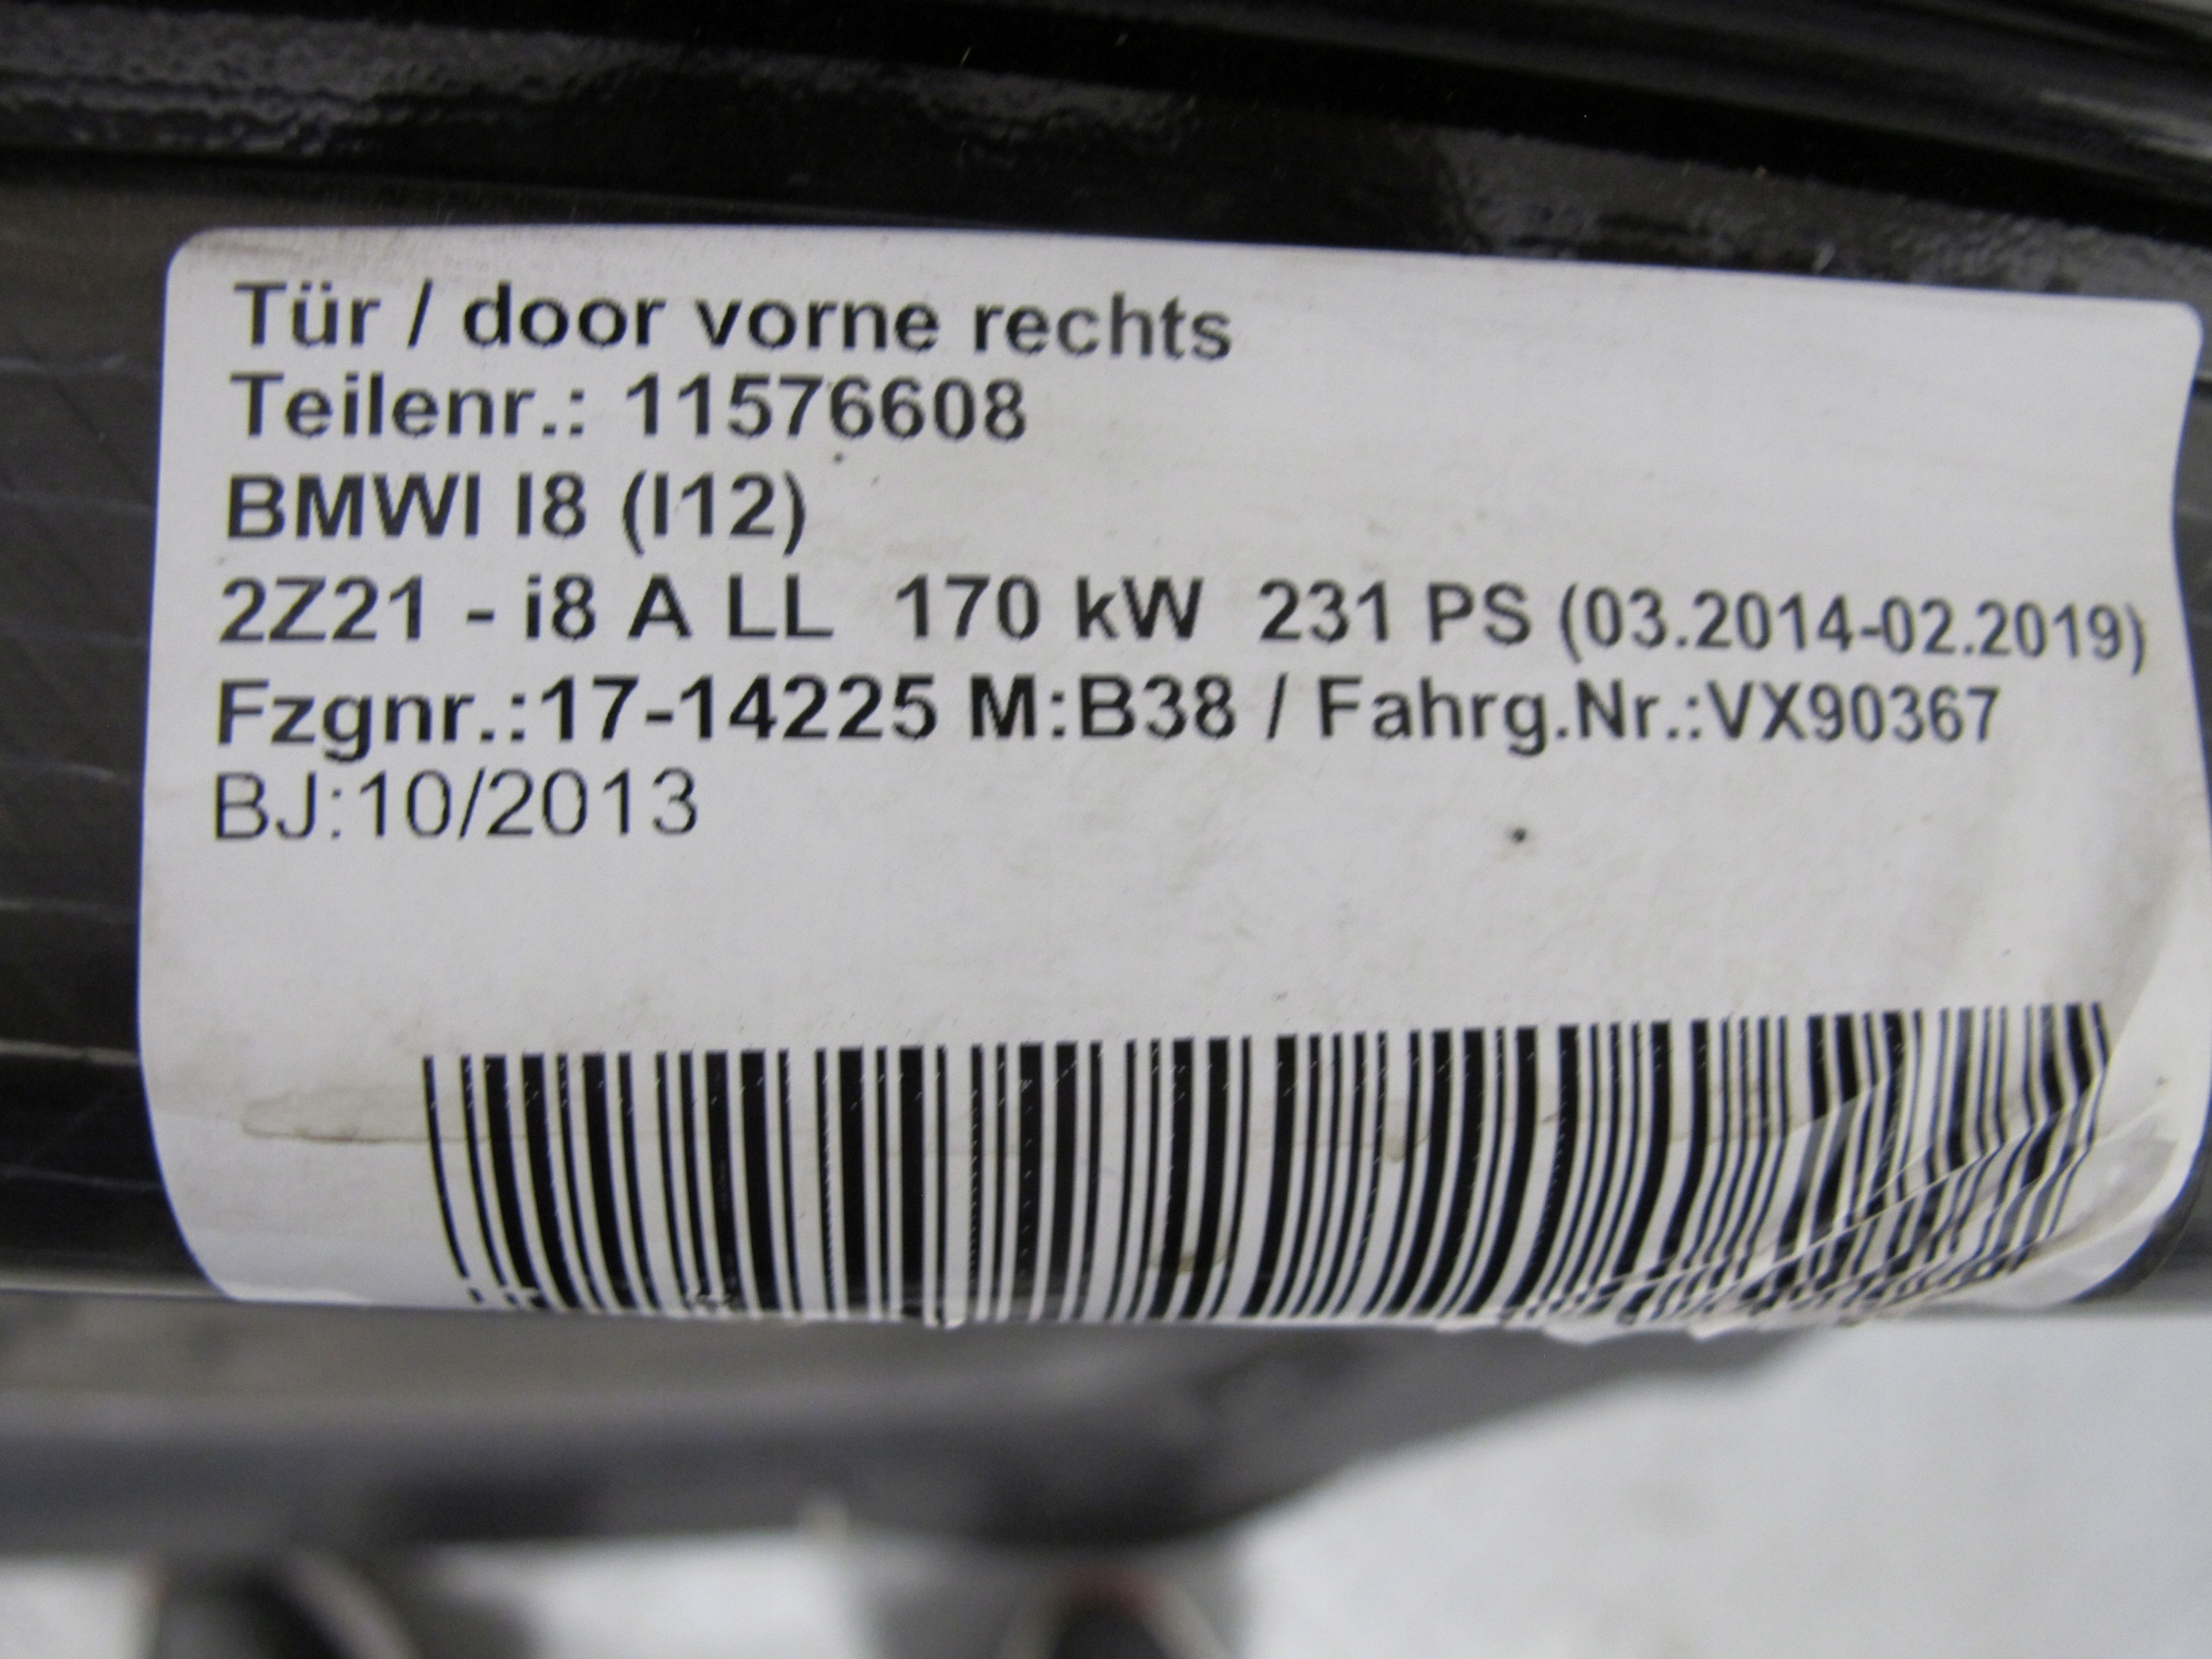 Tür / door vorne rechts
Teilenr.: 11576608
BMWI I8 (I12)
2Z21 - i8 A LL  170 kW  231 PS (03.2014-02.2019)
Fzgnr.:17-14225 M:B38 / Fahrg.Nr.:VX90367
BJ:10/2013